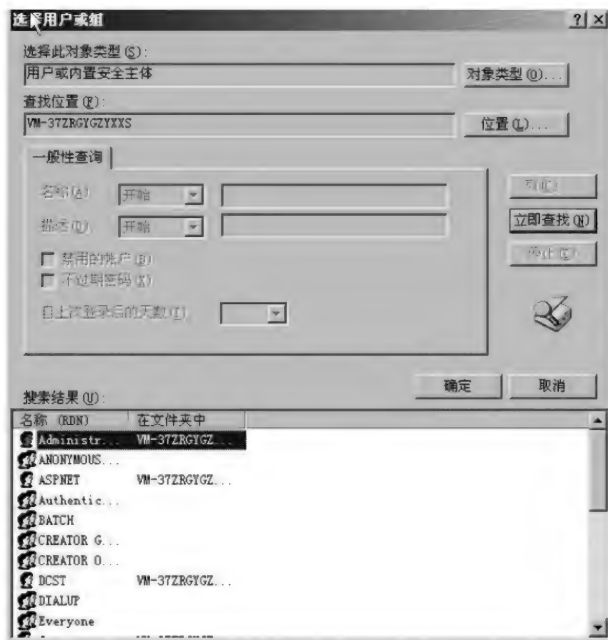 选择用户或组
选择此对象类型(S):
用户或内置安全主体
对象类型(O)...
查找位置(F):
VM-37ZRGYGZYXXS
位置(L)...
一般性查询
名称(A)
开始
描述(D)
开始
列(C)
立即查找(N)
停止(T)
禁用的帐户(B)
不过期密码(X)
自上次登录后的天数(I)
确定
取消
搜索结果(U):
名称 (RDN) 在文件夹中
Administr... VM-37ZRGYGZ...
ANONYMOUS...
ASPNET VM-37ZRGYGZ...
Authentic...
BATCH
CREATOR G...
CREATOR O...
DCST VM-37ZRGYGZ...
DIALUP
Everyone